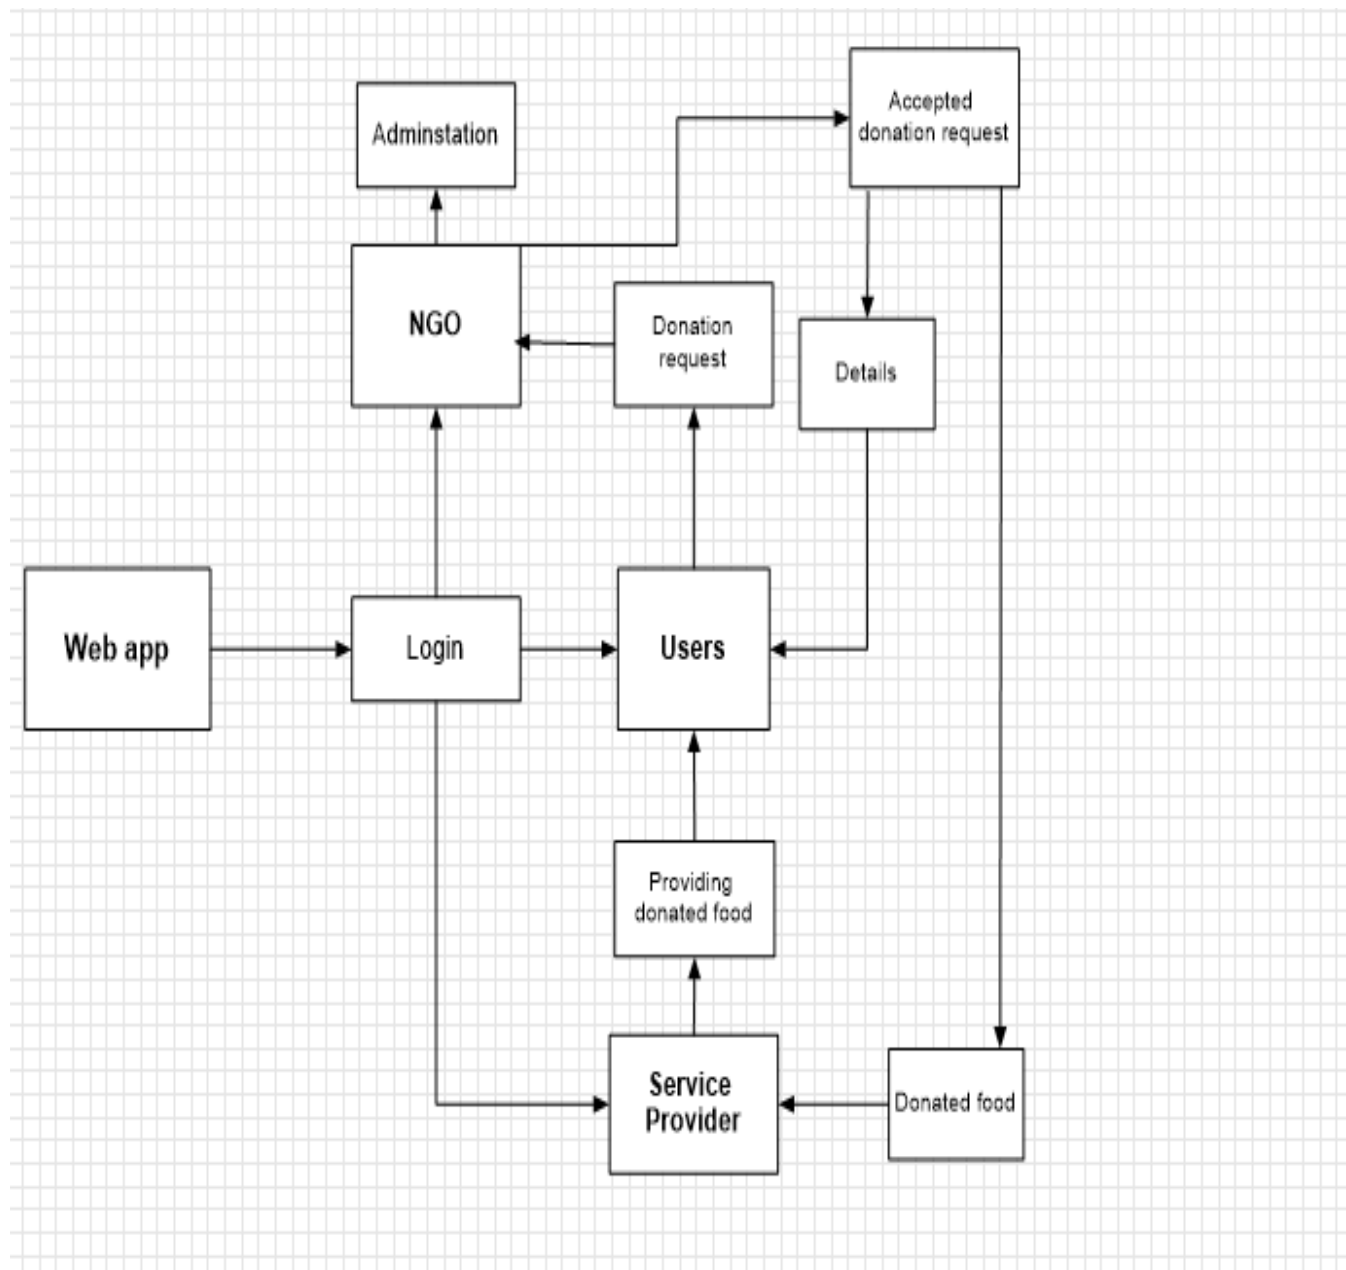 Accepted
donation request
Adminstation
NGO
Donation
request
Details
Web app
Login
Users
Providing
donated food
Service
Provider
Donated food